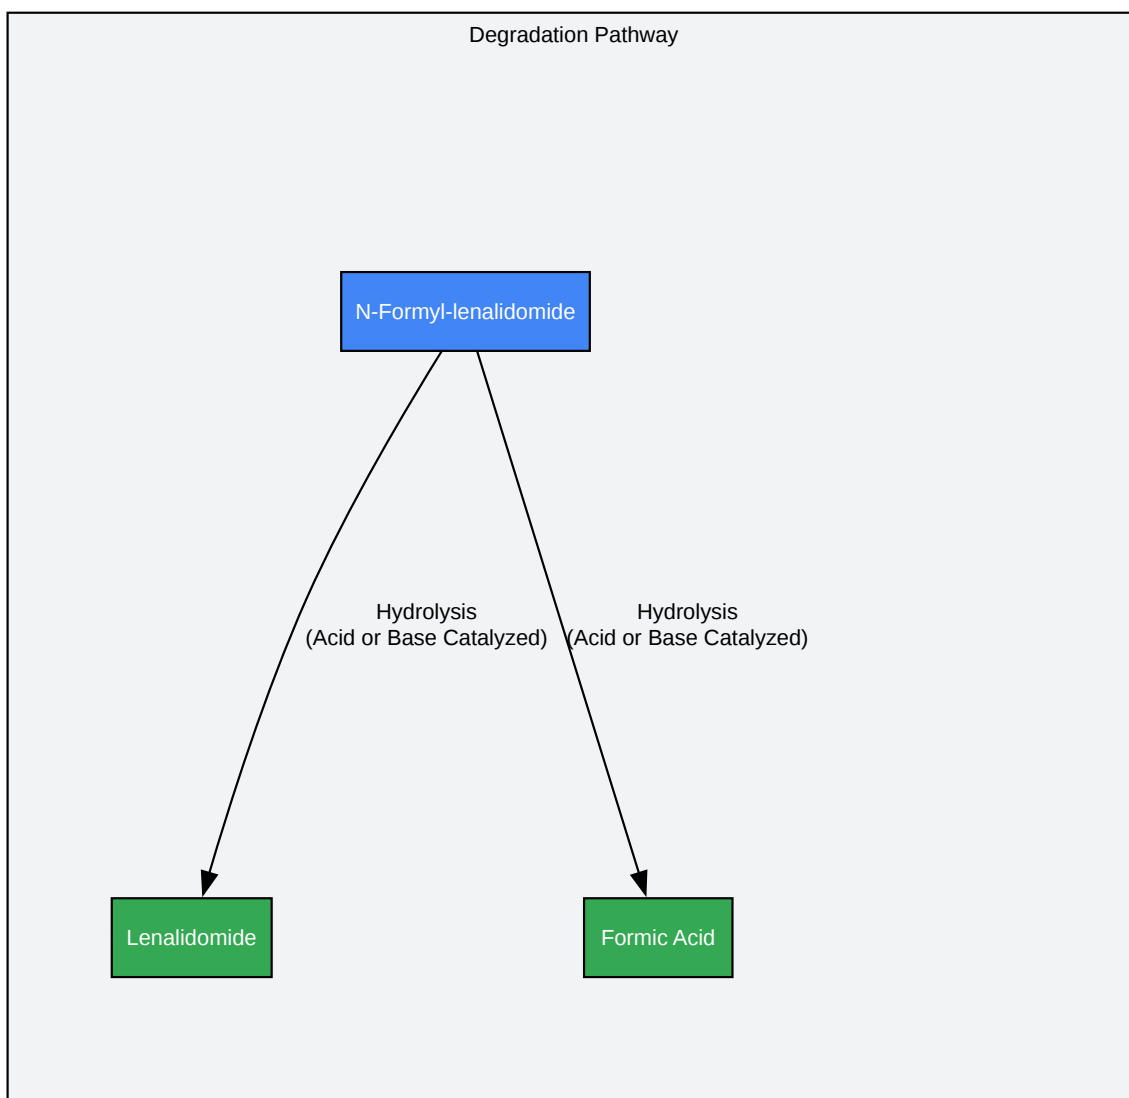 Degradation Pathway
N-Formyl-lenalidomide
Hydrolysis
(Acid or Base Catalyzed)
Hydrolysis
(Acid or Base Catalyzed)
Lenalidomide
Formic Acid